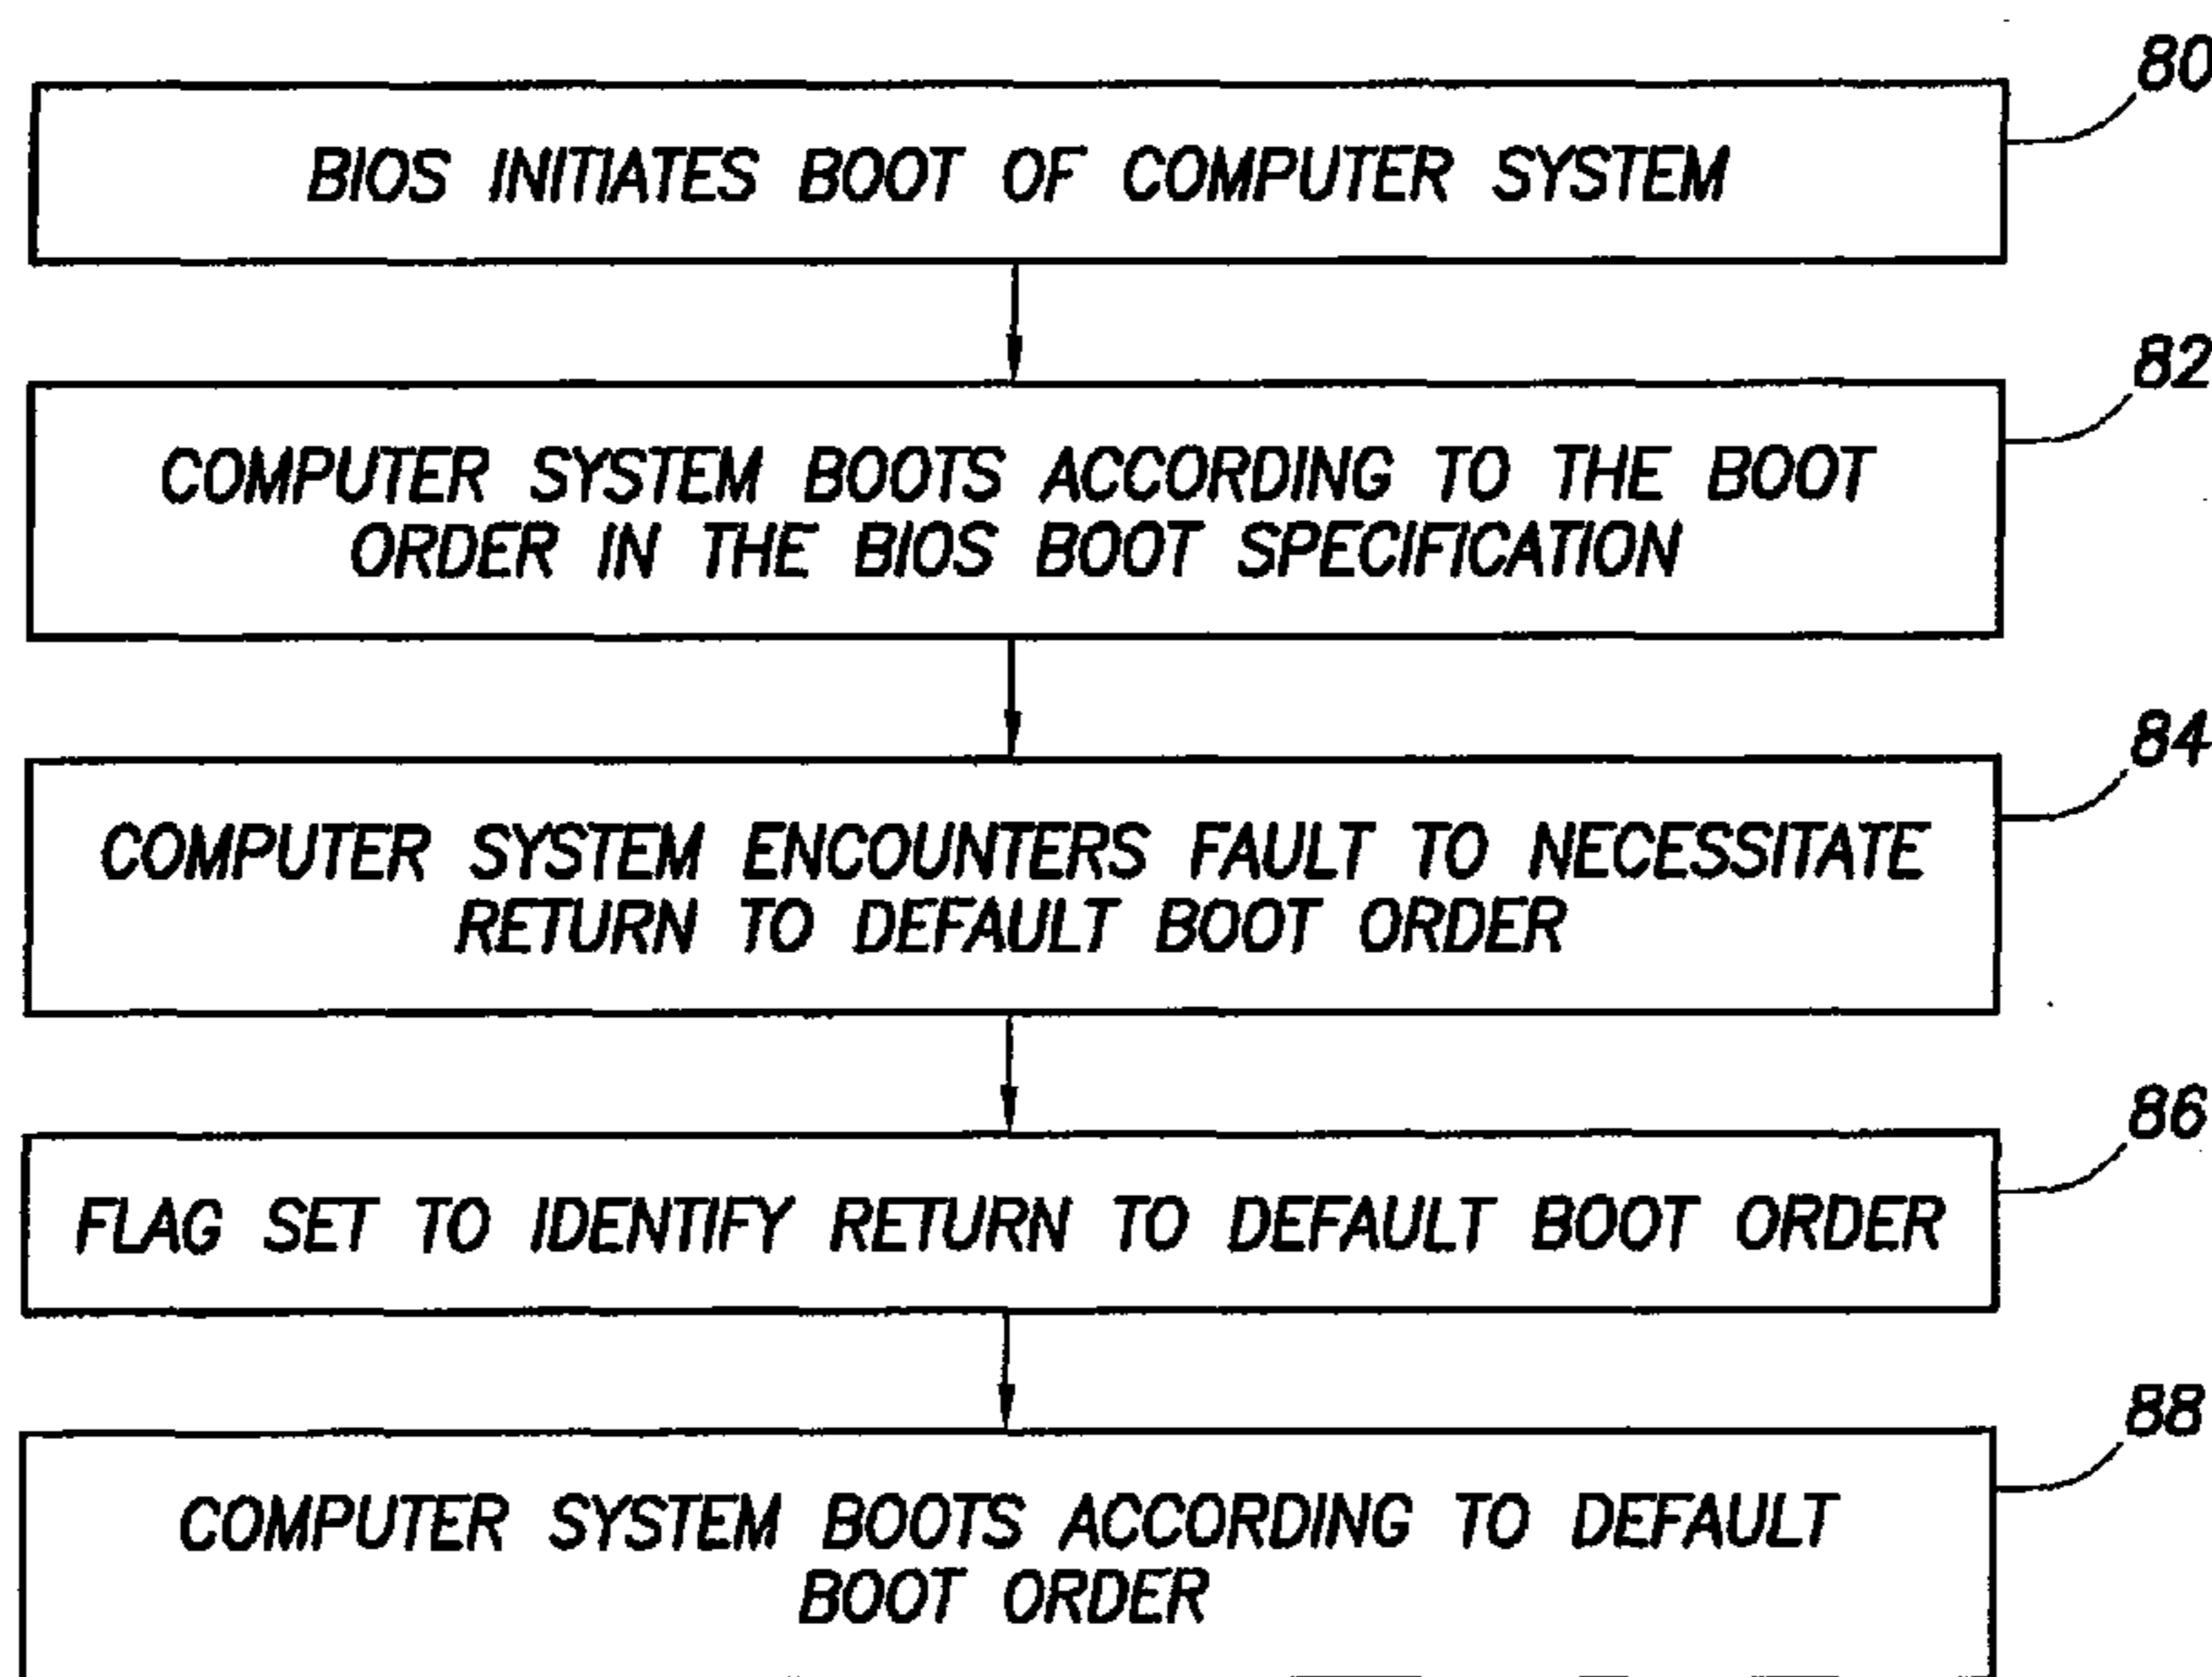 80
BIOS INITIATES BOOT OF COMPUTER SYSTEM
82
COMPUTER SYSTEM BOOTS ACCORDING TO THE BOOT
ORDER IN THE BIOS BOOT SPECIFICATION
84
COMPUTER SYSTEM ENCOUNTERS FAULT TO NECESSITATE
RETURN TO DEFAULT BOOT ORDER
86
FLAG SET TO IDENTIFY RETURN TO DEFAULT BOOT ORDER
88
COMPUTER SYSTEM BOOTS ACCORDING TO DEFAULT
BOOT ORDER